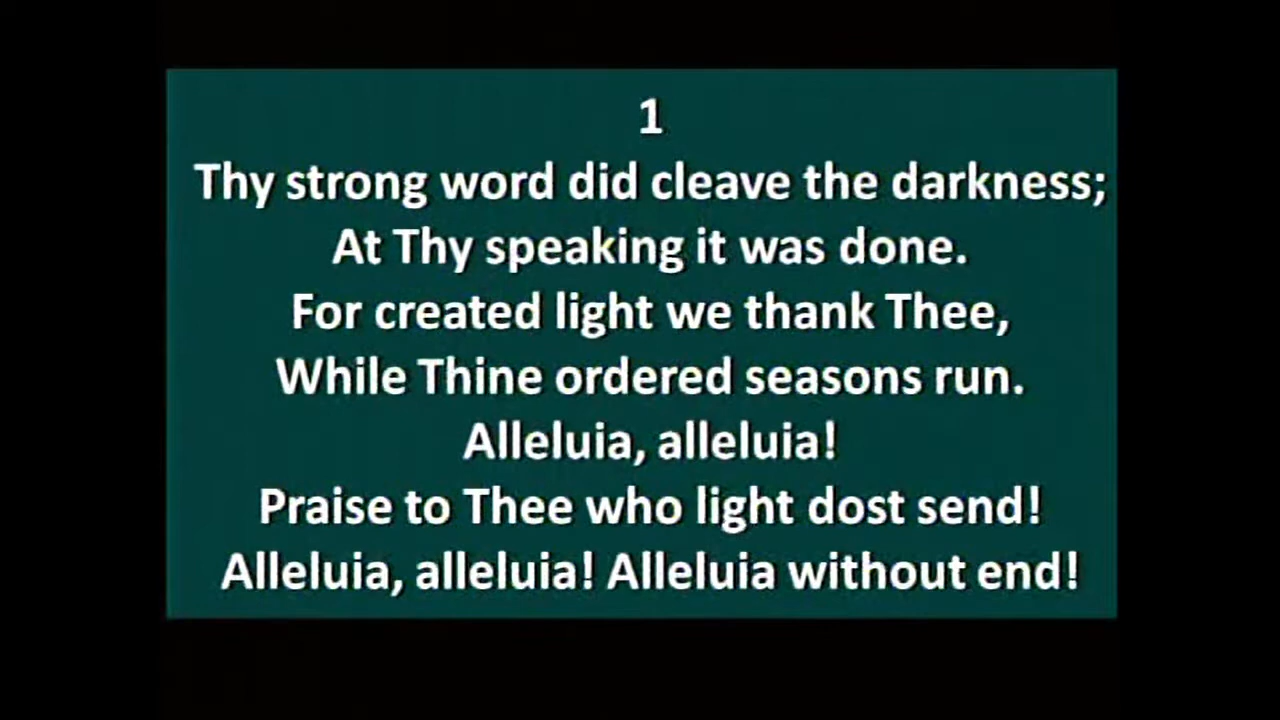 1
Thy strong word did cleave the darkness;
At Thy speaking it was done.
For created light we thank Thee,
While Thine ordered seasons run.
Alleluia, alleluia!
Praise to Thee who light dost send!
Alleluia, alleluia! Alleluia without end!